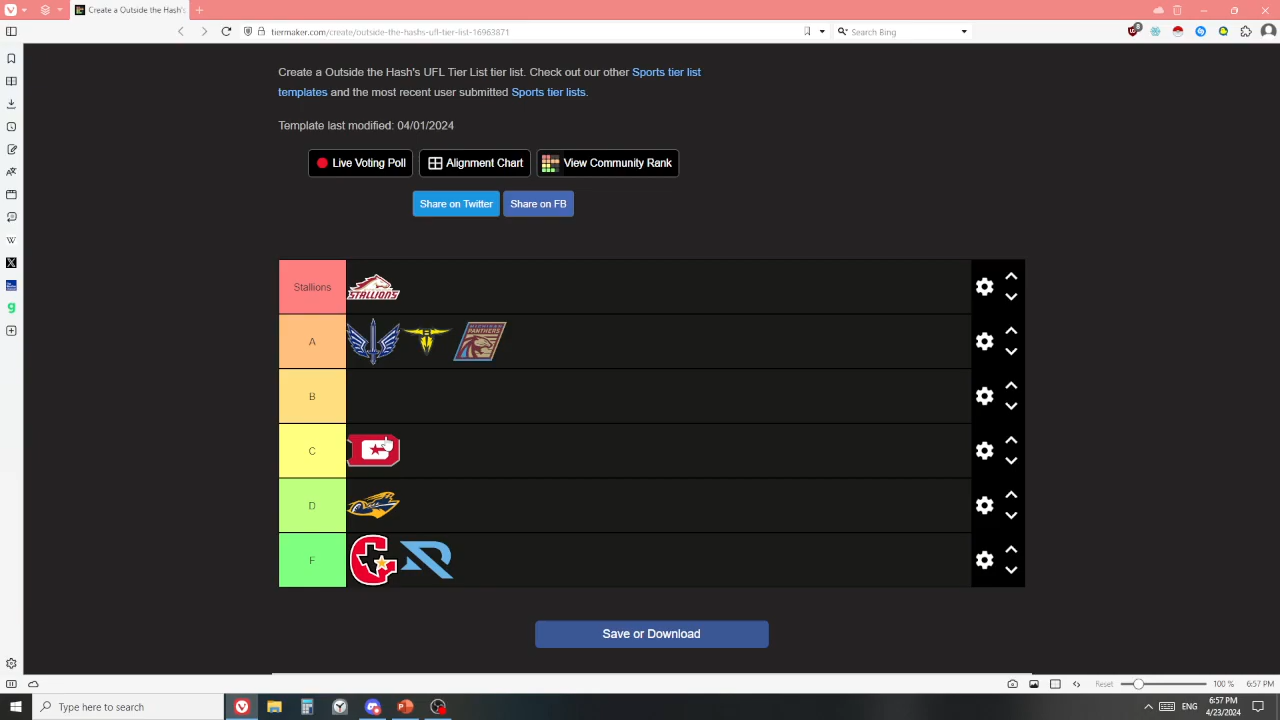 Create a Outside the Hash's
tiermaker.com/create/outside-the-hashs-ufl-tier-list-16963871
Search Bing
8
Create a Outside the Hash's UFL Tier List tier list. Check out our other Sports tier list
templates and the most recent user submitted Sports tier lists.
Template last modified: 04/01/2024
Live Voting Poll
Alignment Chart
View Community Rank
Share on Twitter
Share on FB
Stallions
STALLIONS
A
MICHIGAN
PANTHERS
B
C
D
F
Save or Download
Reset
100 %
6:57 PM
Type here to search
ENG
6:57 PM
4/23/2024